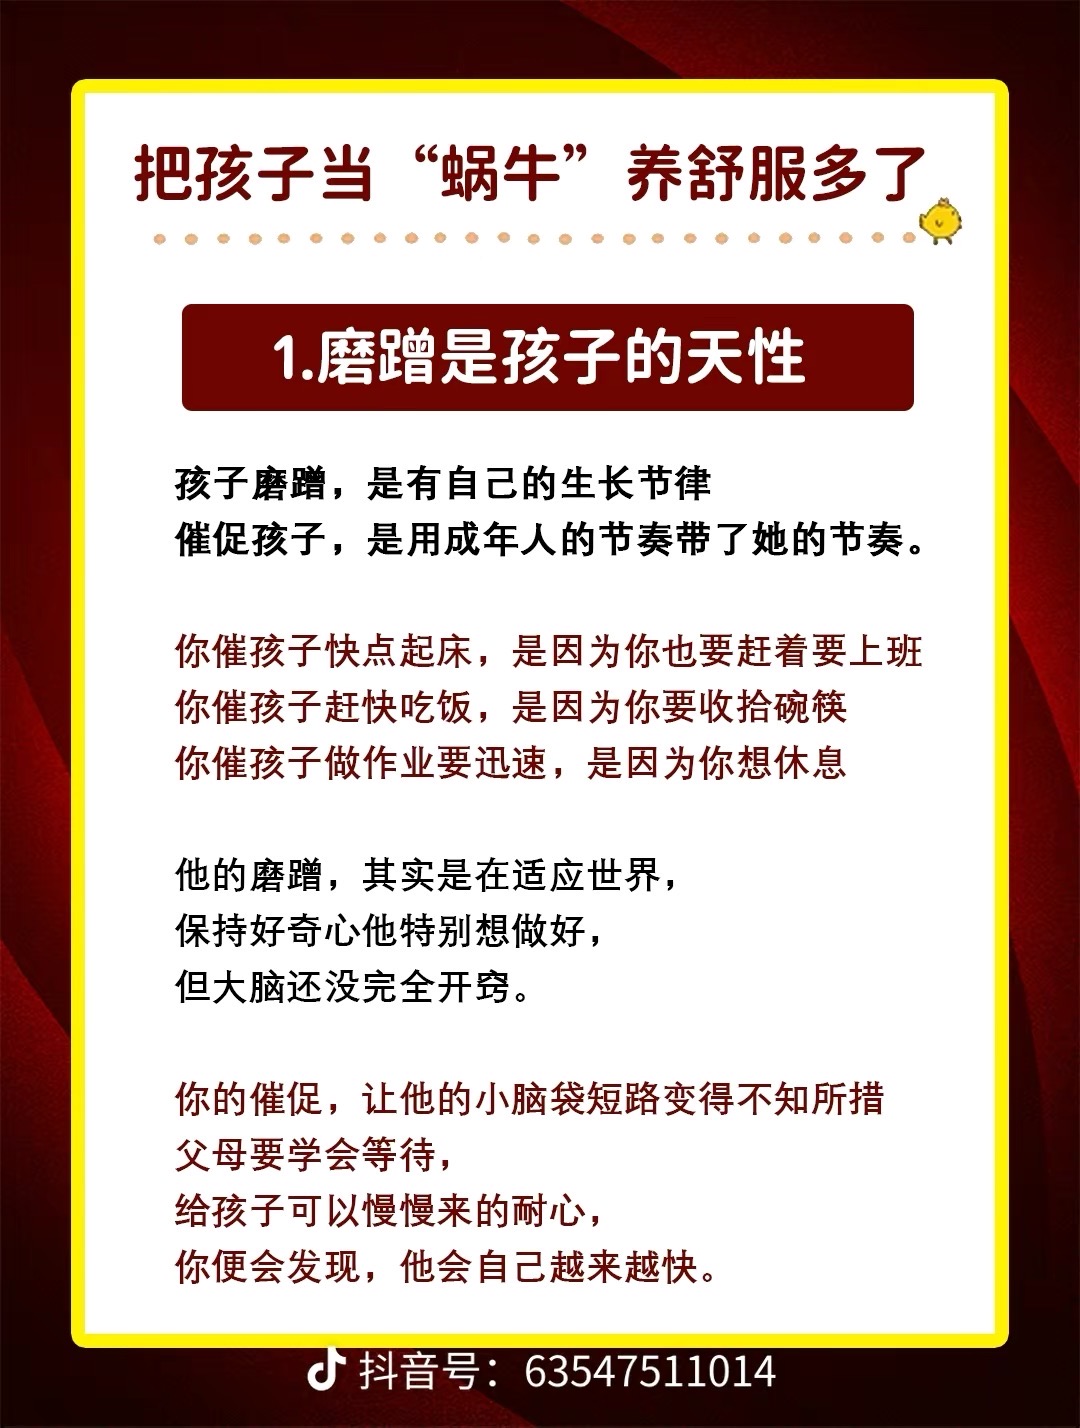 把孩子当“蜗牛”养舒服多了
1.磨蹭是孩子的天性
孩子磨蹭，是有自己的生长节律
催促孩子，是用成年人的节奏带了她的节奏。
你催孩子快点起床，是因为你也要赶着要上班
你催孩子赶快吃饭，是因为你要收拾碗筷
你催孩子做作业要迅速，是因为你想休息
他的磨蹭，其实是在适应世界，
保持好奇心他特别想做好，
但大脑还没完全开窍。
你的催促，让他的小脑袋短路变得不知所措
父母要学会等待，
给孩子可以慢慢来的耐心，
你便会发现，他会自己越来越快。
抖音号：63547511014